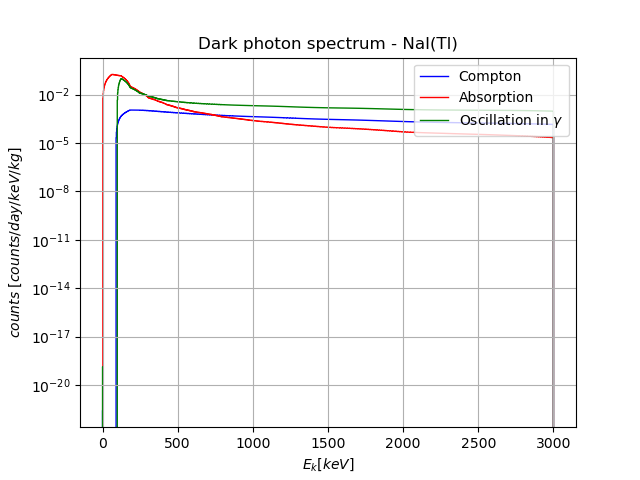 Dark photon spectrum - NaI(Tl)
Compton
Absorption
Oscillation in γ
counts [counts/day/keV/kg]
10⁻²
10⁻⁵
10⁻⁸
10⁻¹¹
10⁻¹⁴
10⁻¹⁷
10⁻²⁰
0 500 1000 1500 2000 2500 3000
E_k[keV]